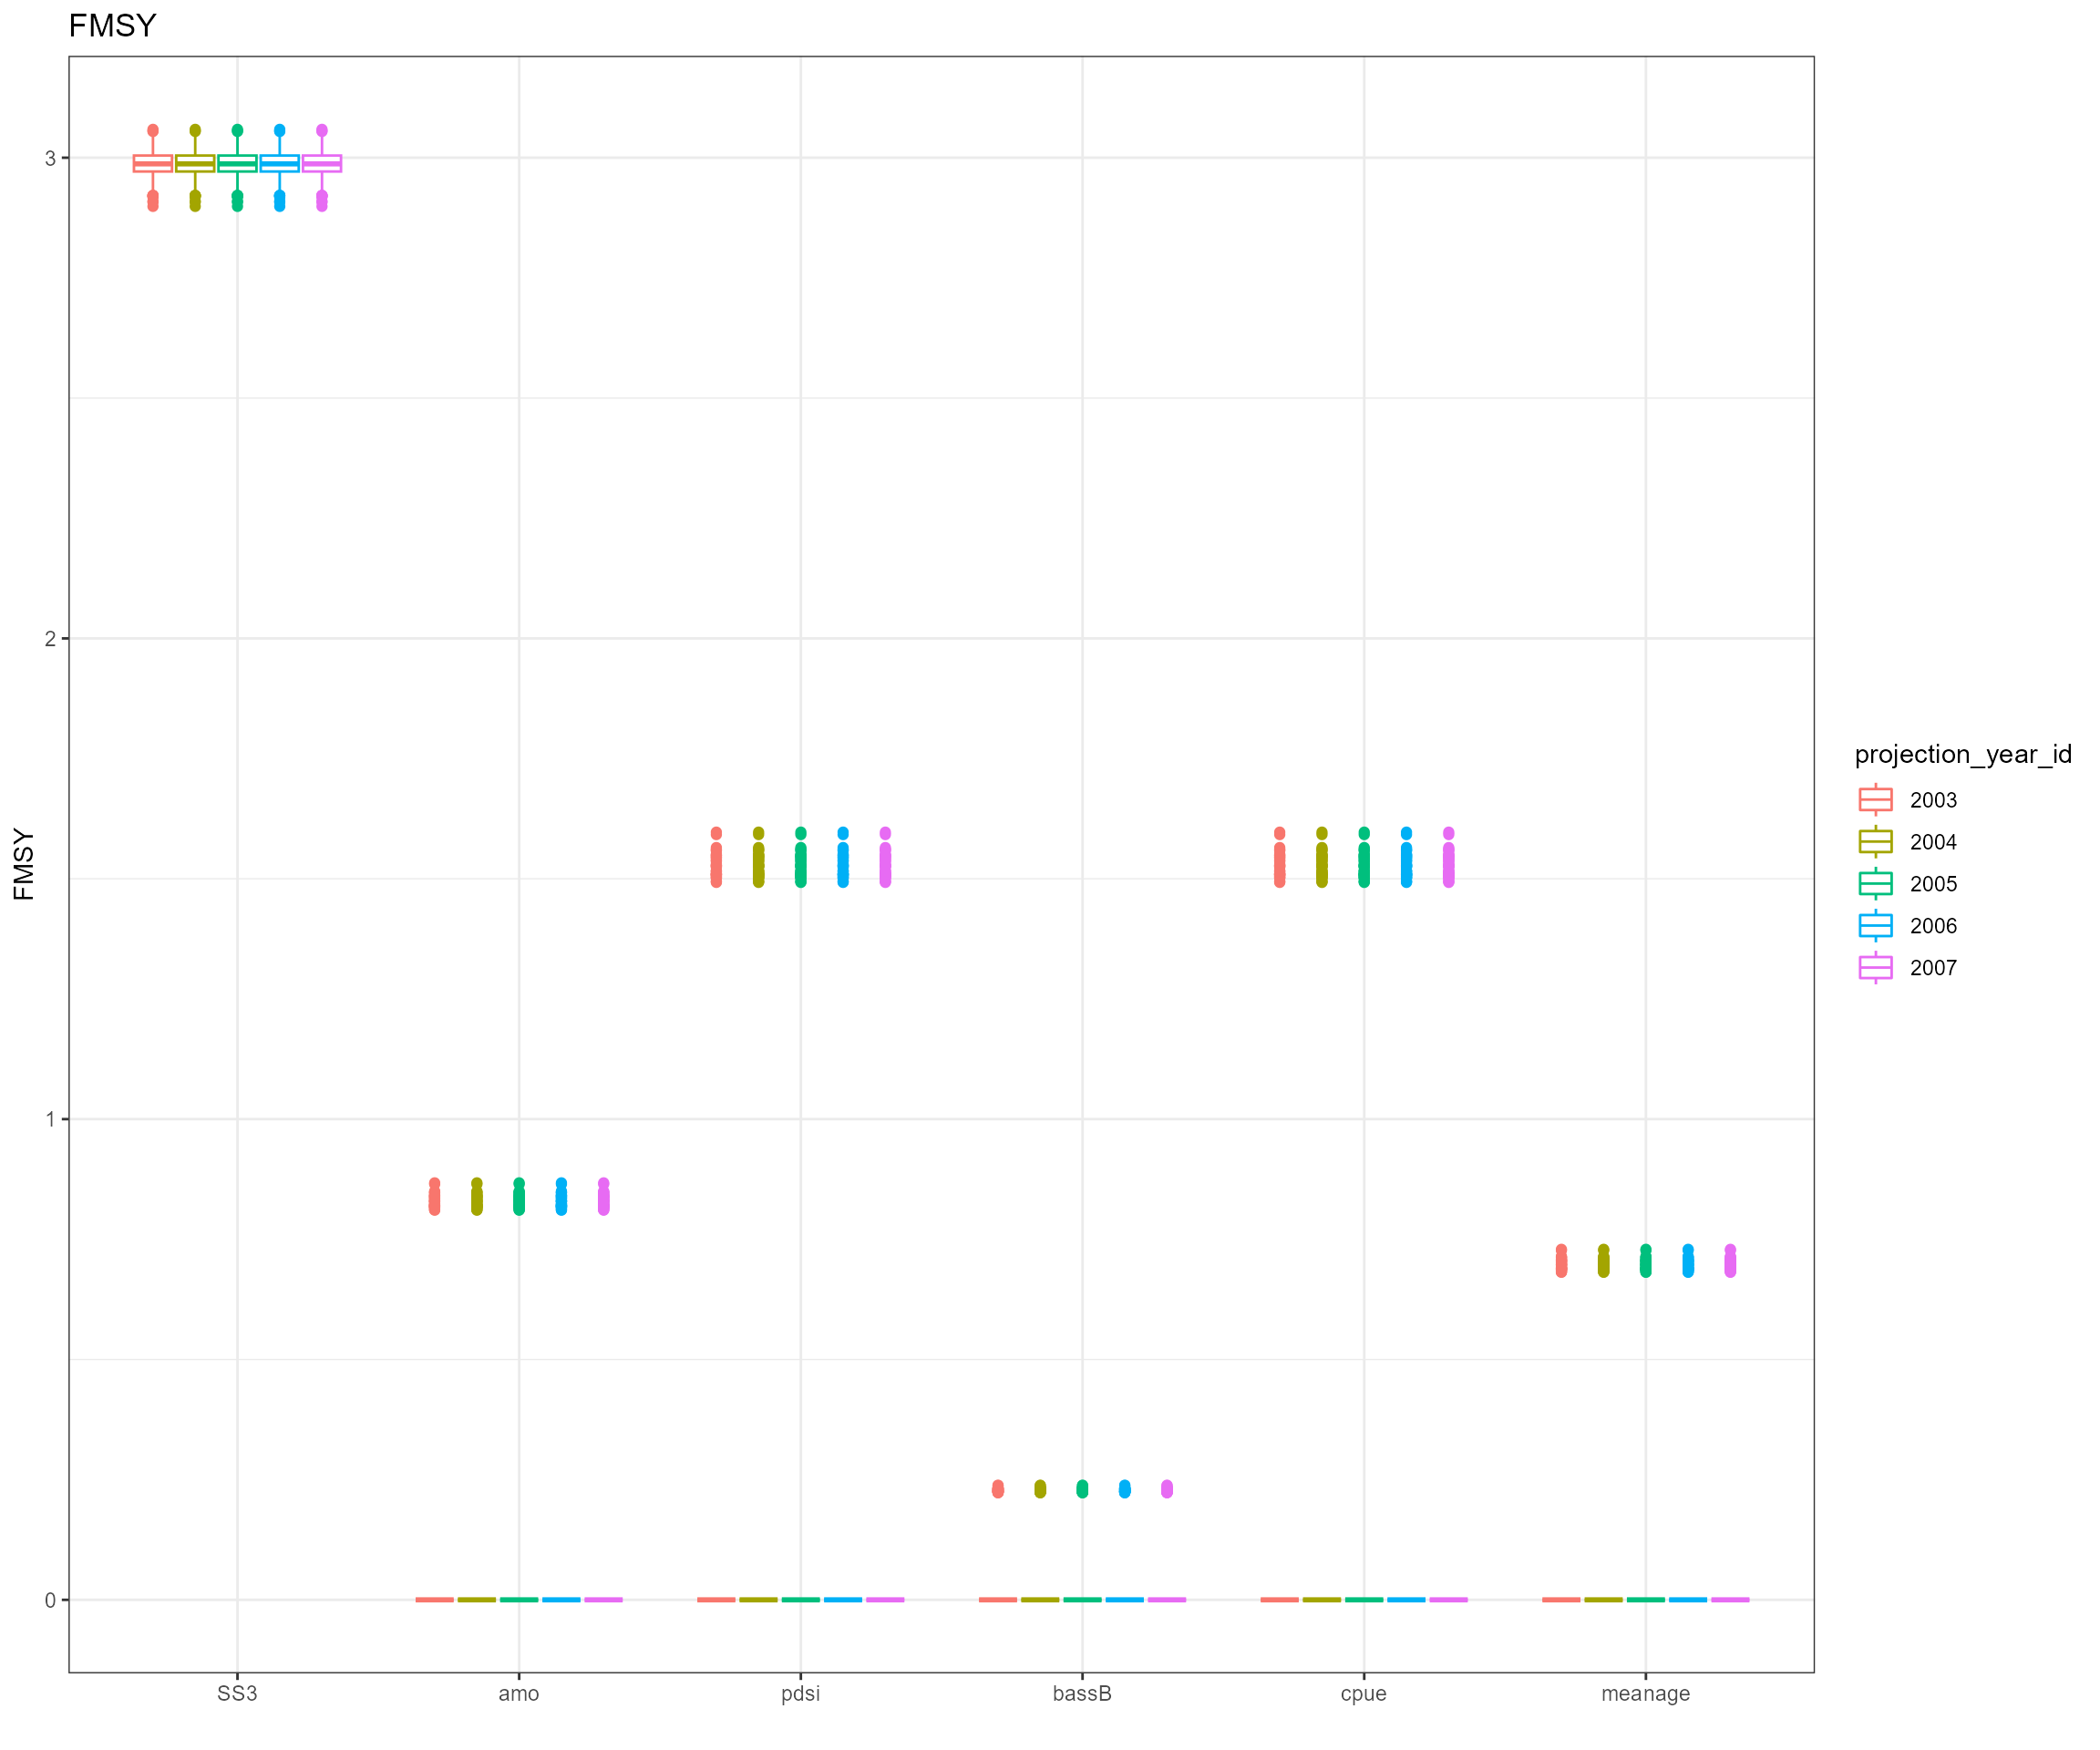 FMSY
3
2
1
0
FMSY
SS3 amo pdsi bassB cpue meanage
projection_year_id
2003
2004
2005
2006
2007